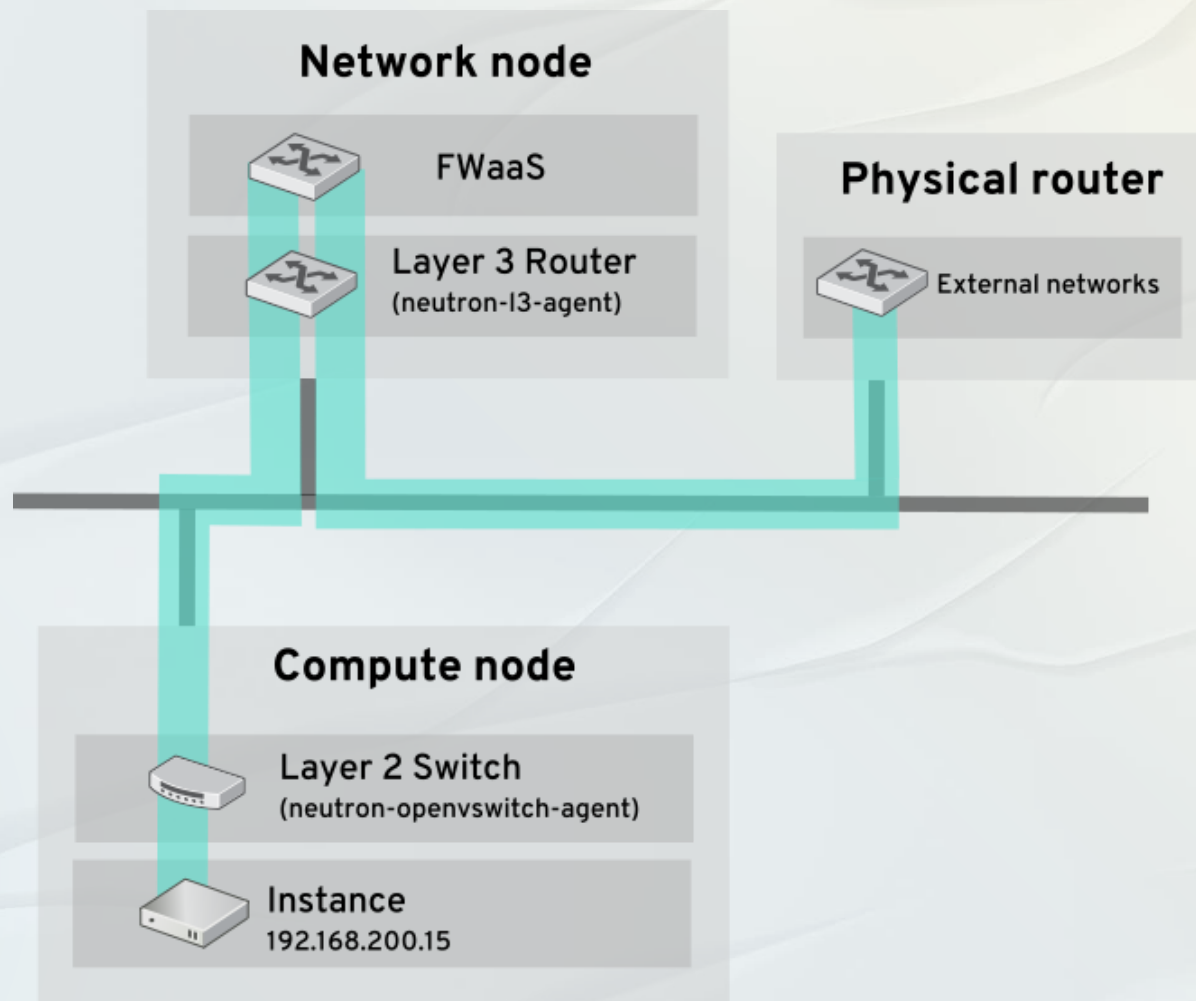 Network node
FWaaS
Layer 3 Router
(neutron-l3-agent)
Physical router
External networks
Compute node
Layer 2 Switch
(neutron-openvswitch-agent)
Instance
192.168.200.15